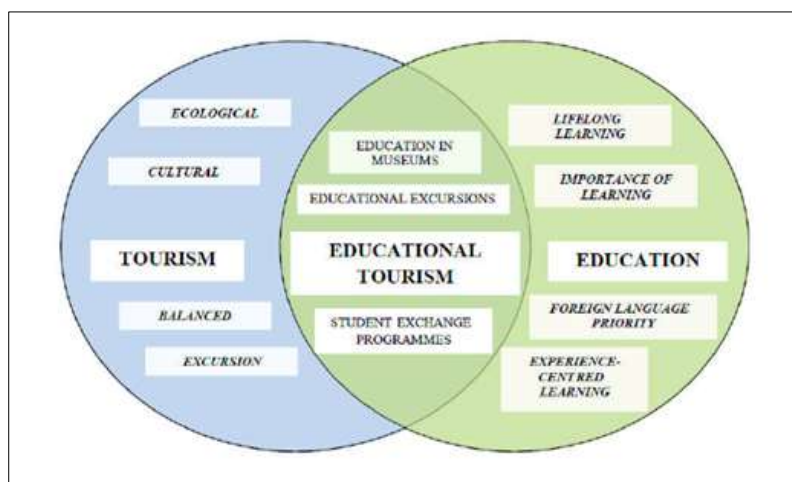 ECOLOGICAL
CULTURAL
TOURISM
BALANCED
EXCURSION
EDUCATION IN
MUSEUMS
EDUCATIONAL EXCURSIONS
EDUCATIONAL
TOURISM
STUDENT EXCHANGE
PROGRAMMES
LIFELONG
LEARNING
IMPORTANCE OF
LEARNING
EDUCATION
FOREIGN LANGUAGE
PRIORITY
EXPERIENCE-
CENTRED
LEARNING